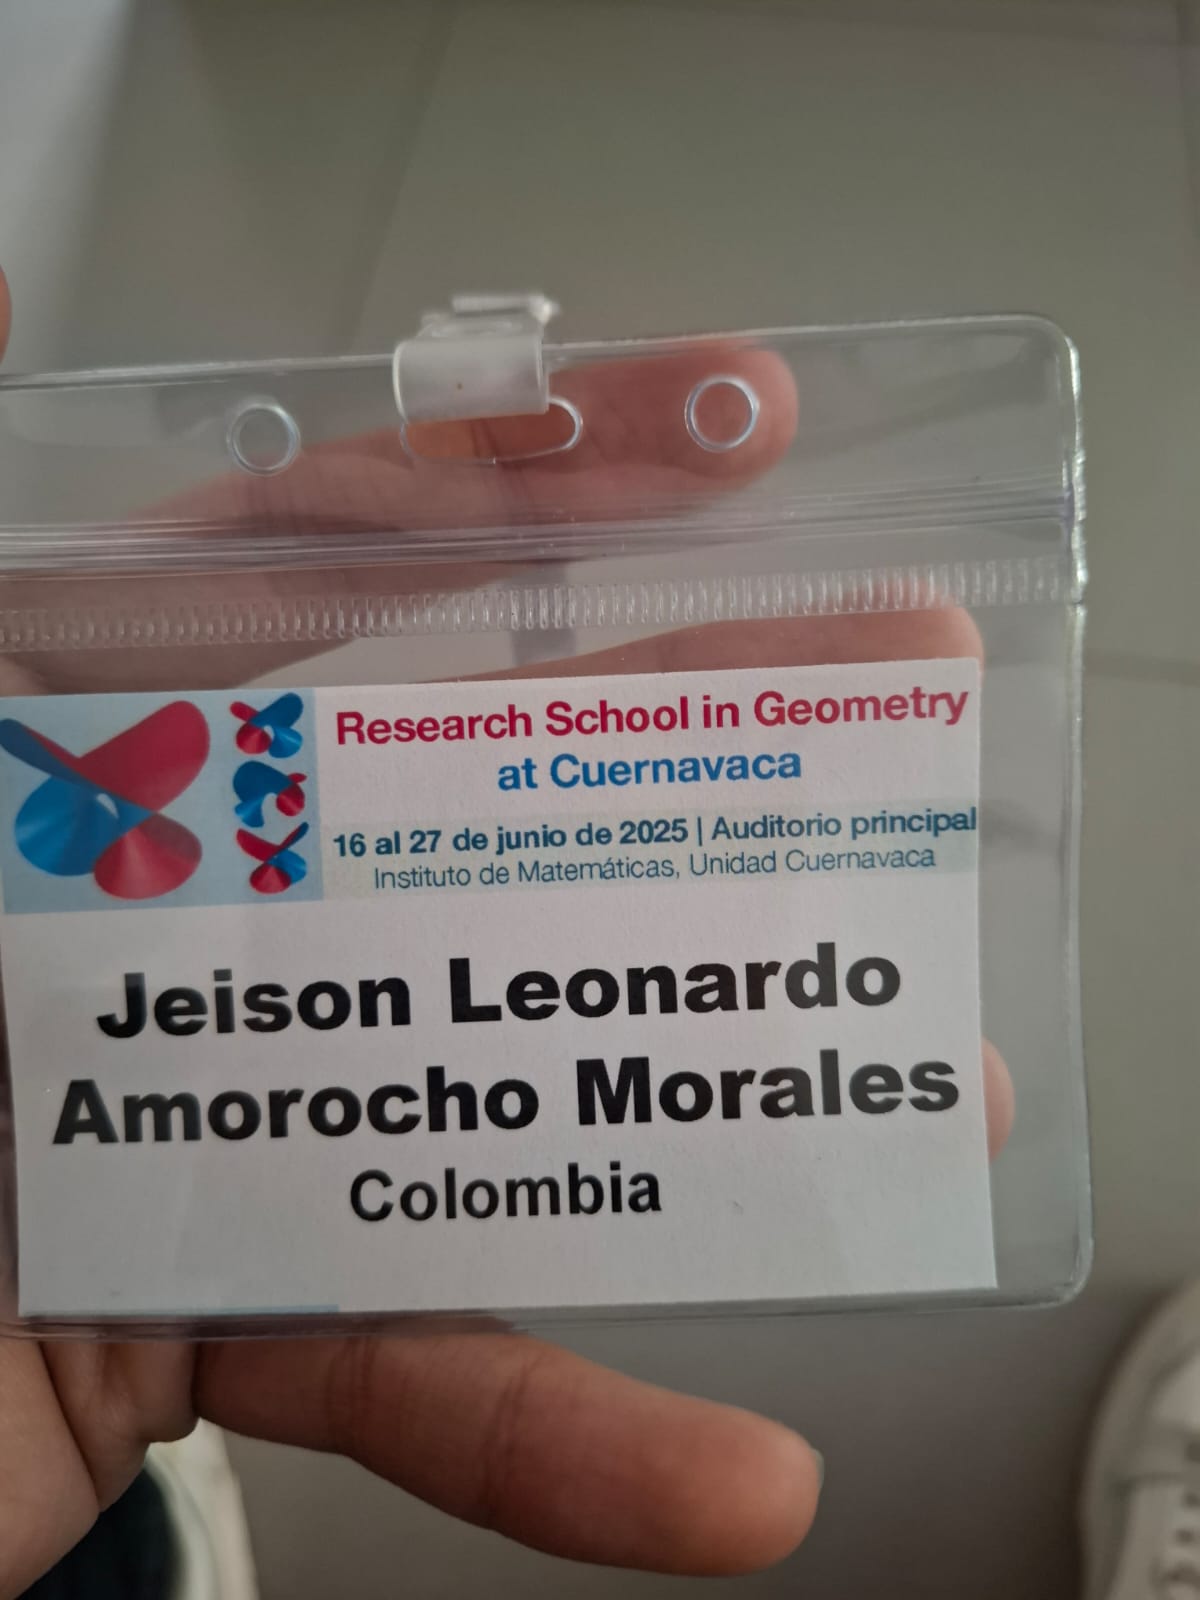 Research School in Geometry
at Cuernavaca
16 al 27 de junio de 2025 | Auditorio principal
Instituto de Matemáticas, Unidad Cuernavaca
Jeison Leonardo
Amorocho Morales
Colombia